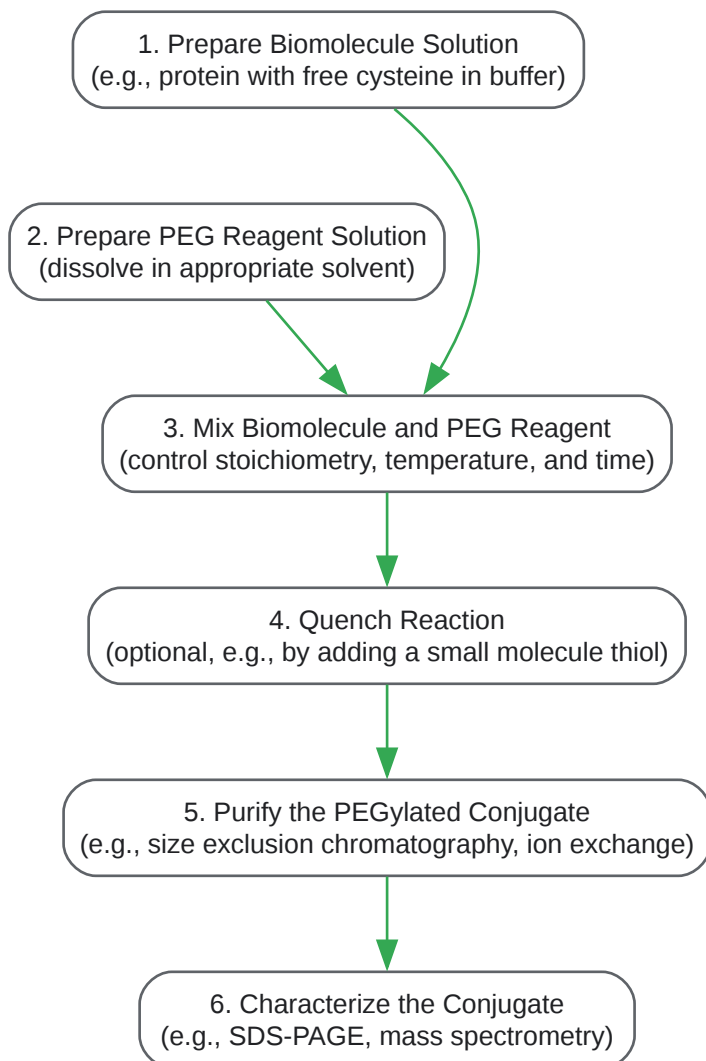 1. Prepare Biomolecule Solution
(e.g., protein with free cysteine in buffer)
2. Prepare PEG Reagent Solution
(dissolve in appropriate solvent)
3. Mix Biomolecule and PEG Reagent
(control stoichiometry, temperature, and time)
4. Quench Reaction
(optional, e.g., by adding a small molecule thiol)
5. Purify the PEGylated Conjugate
(e.g., size exclusion chromatography, ion exchange)
6. Characterize the Conjugate
(e.g., SDS-PAGE, mass spectrometry)